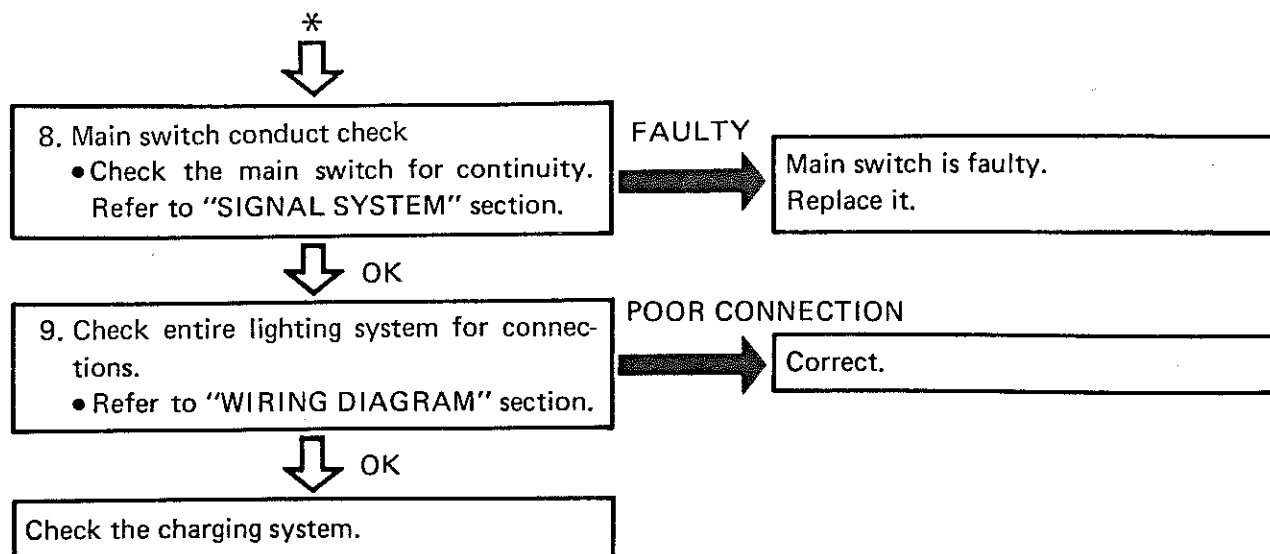 *
8. Main switch conduct check
• Check the main switch for continuity.
Refer to "SIGNAL SYSTEM" section.
FAULTY
Main switch is faulty.
Replace it.
OK
9. Check entire lighting system for connec-
tions.
• Refer to "WIRING DIAGRAM" section.
POOR CONNECTION
Correct.
OK
Check the charging system.